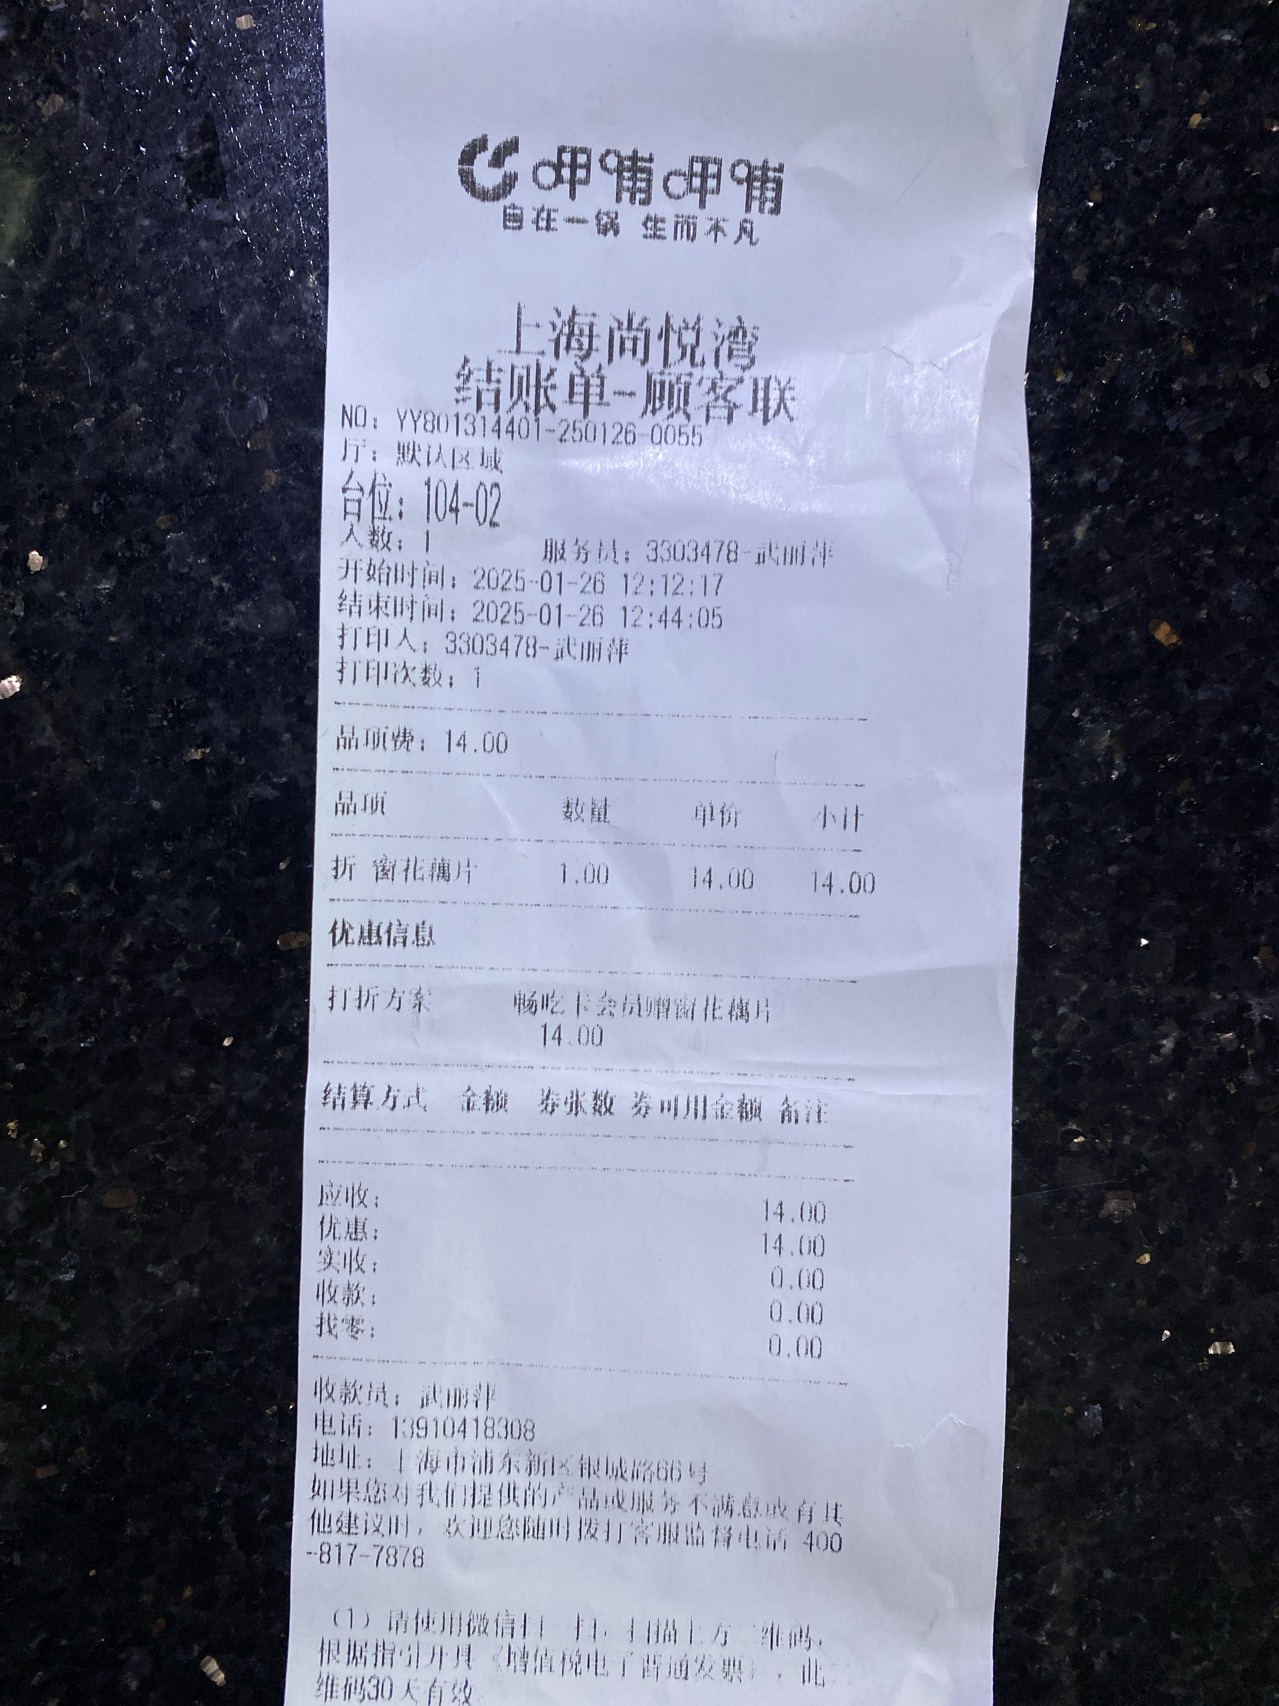 呷哺呷哺
自在一锅 生而不凡
上海尚悦湾
结账单-顾客联
NO: YY801314401-250126-0055
厅: 默认区域
台位: 104-02
人数: 1 服务员: 3303478-武丽萍
开始时间: 2025-01-26 12:12:17
结束时间: 2025-01-26 12:44:05
打印人: 3303478-武丽萍
打印次数: 1
品项费: 14.00
品项 数量 单价 小计
折 窗花藕片 1.00 14.00 14.00
优惠信息
打折方案 畅吃卡会员赠窗花藕片
14.00
结算方式 金额 券张数 券可用金额 备注
应收: 14.00
优惠: 14.00
实收: 0.00
收款: 0.00
找零: 0.00
收款员: 武丽萍
电话: 13910418308
地址: 上海市浦东新区银城路66号
如果您对我们提供的产品或服务不满意或有其
他建议时, 欢迎您随时拨打客服监督电话 400
-817-7878
(1) 请使用微信扫一扫, 扫描上方二维码,
根据指引开具《增值税电子普通发票》, 此二
维码30天有效